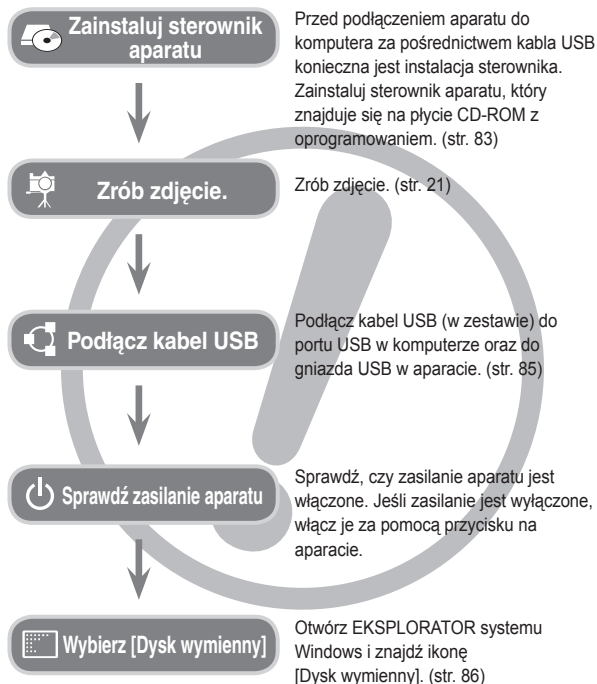 Zainstaluj sterownik
aparatu
Przed podłączeniem aparatu do
komputera za pośrednictwem kabla USB
konieczna jest instalacja sterownika.
Zainstaluj sterownik aparatu, który
znajduje się na płycie CD-ROM z
oprogramowaniem. (str. 83)
Zrób zdjęcie.
Zrób zdjęcie. (str. 21)
Podłącz kabel USB
Podłącz kabel USB (w zestawie) do
portu USB w komputerze oraz do
gniazda USB w aparacie. (str. 85)
Sprawdź zasilanie aparatu
Sprawdź, czy zasilanie aparatu jest
włączone. Jeśli zasilanie jest wyłączone,
włącz je za pomocą przycisku na
aparacie.
Wybierz [Dysk wymienny]
Otwórz EKSPLORATOR systemu
Windows i znajdź ikonę
[Dysk wymienny]. (str. 86)